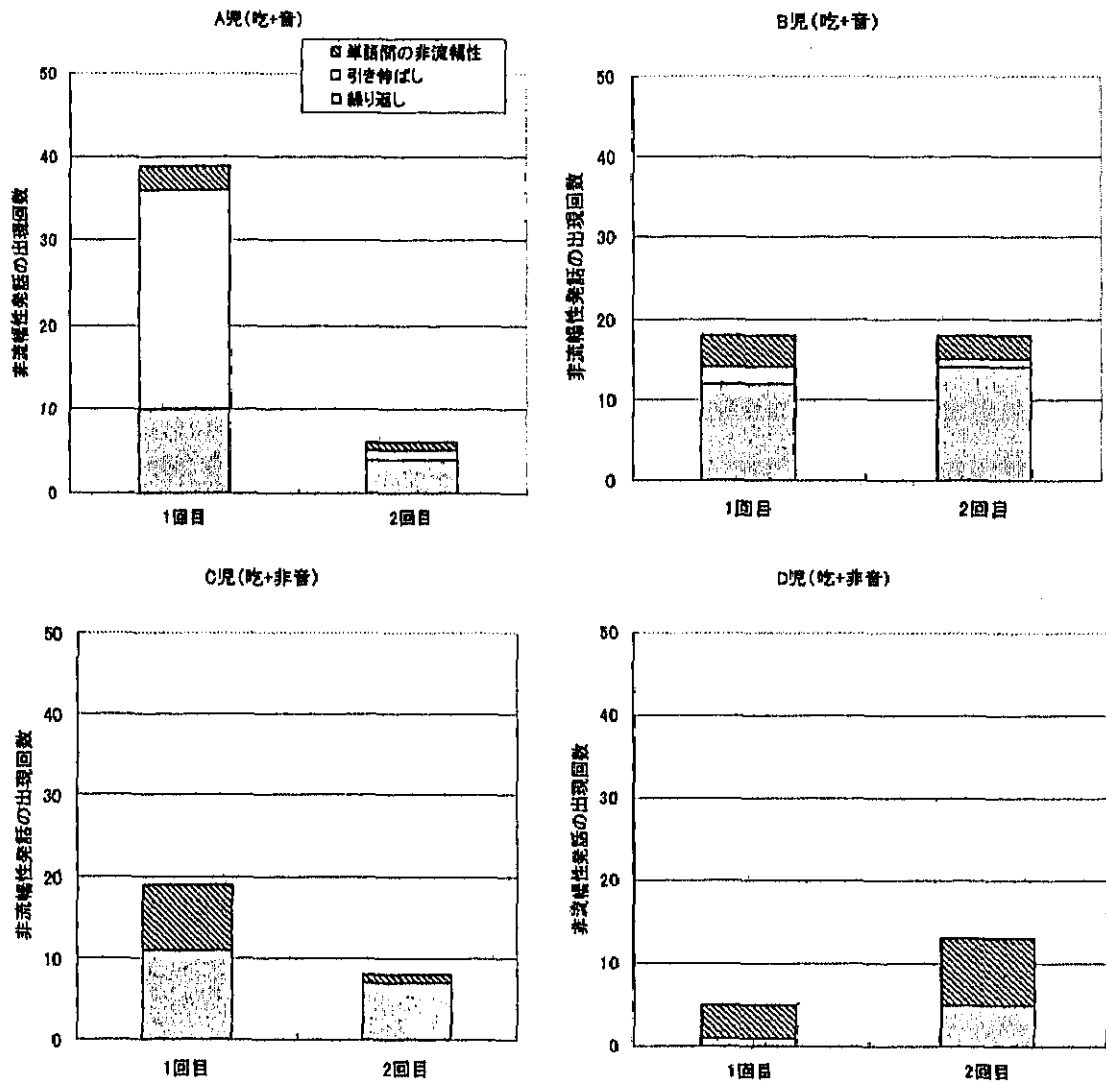 A児(吃+音)
単語間の非流暢性
引き伸ばし
繰り返し
非流暢性発話の出現回数
50
40
30
20
10
0
1回目
2回目
B児(吃+音)
非流暢性発話の出現回数
50
40
30
20
10
0
1回目
2回目
C児(吃+非音)
非流暢性発話の出現回数
50
40
30
20
10
0
1回目
2回目
D児(吃+非音)
非流暢性発話の出現回数
50
40
30
20
10
0
1回目
2回目